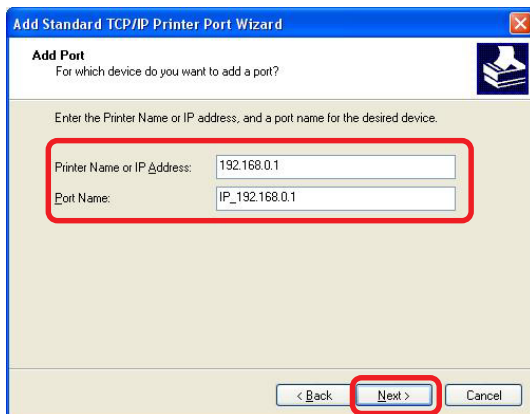 Add Standard TCP/IP Printer Port Wizard
Add Port
For which device do you want to add a port?
Enter the Printer Name or IP address, and a port name for the desired device.
Printer Name or IP Address: 192.168.0.1
Port Name: IP_192.168.0.1
< Back Next > Cancel